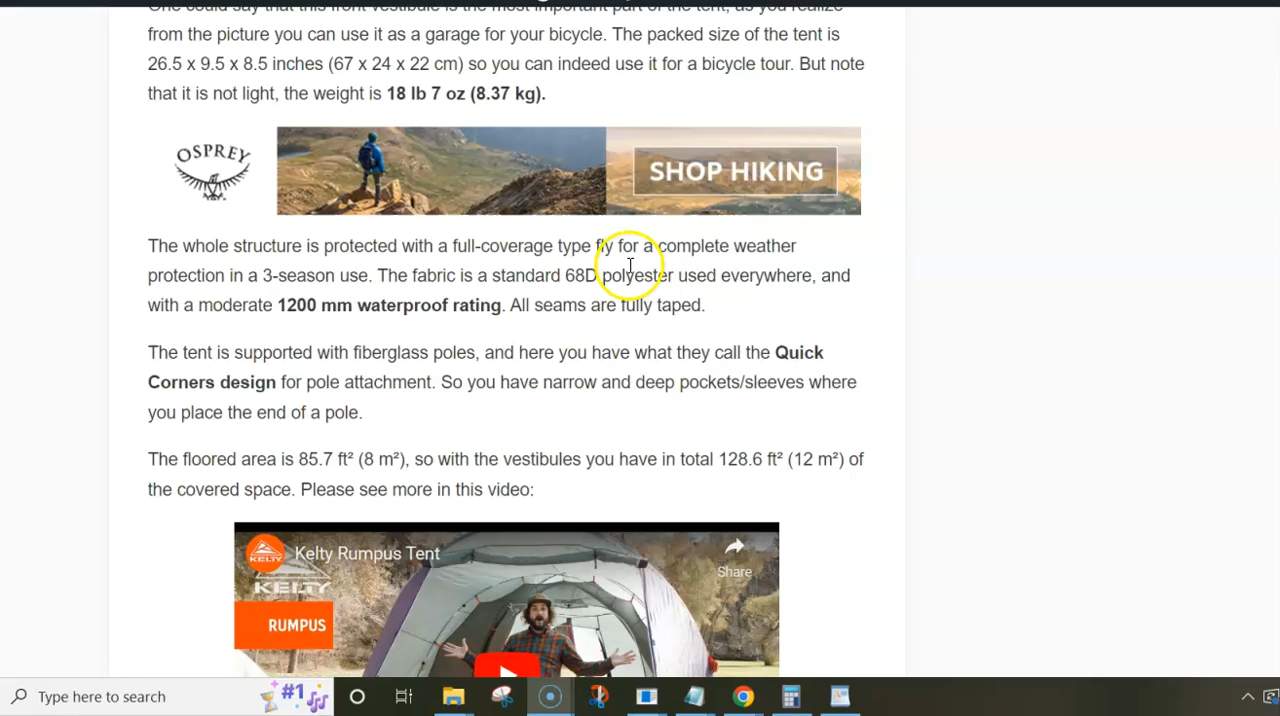 One could say that this front vestibule is the most important part of the tent, as you realize
from the picture you can use it as a garage for your bicycle. The packed size of the tent is
26.5 x 9.5 x 8.5 inches (67 x 24 x 22 cm) so you can indeed use it for a bicycle tour. But note
that it is not light, the weight is 18 lb 7 oz (8.37 kg).
OSPREY
SHOP HIKING
The whole structure is protected with a full-coverage type fly for a complete weather
protection in a 3-season use. The fabric is a standard 68D polyester used everywhere, and
with a moderate 1200 mm waterproof rating. All seams are fully taped.
The tent is supported with fiberglass poles, and here you have what they call the Quick
Corners design for pole attachment. So you have narrow and deep pockets/sleeves where
you place the end of a pole.
The floored area is 85.7 ft² (8 m²), so with the vestibules you have in total 128.6 ft² (12 m²) of
the covered space. Please see more in this video:
KELTY
Kelty Rumpus Tent
Share
KELTY
RUMPUS
Type here to search
#1